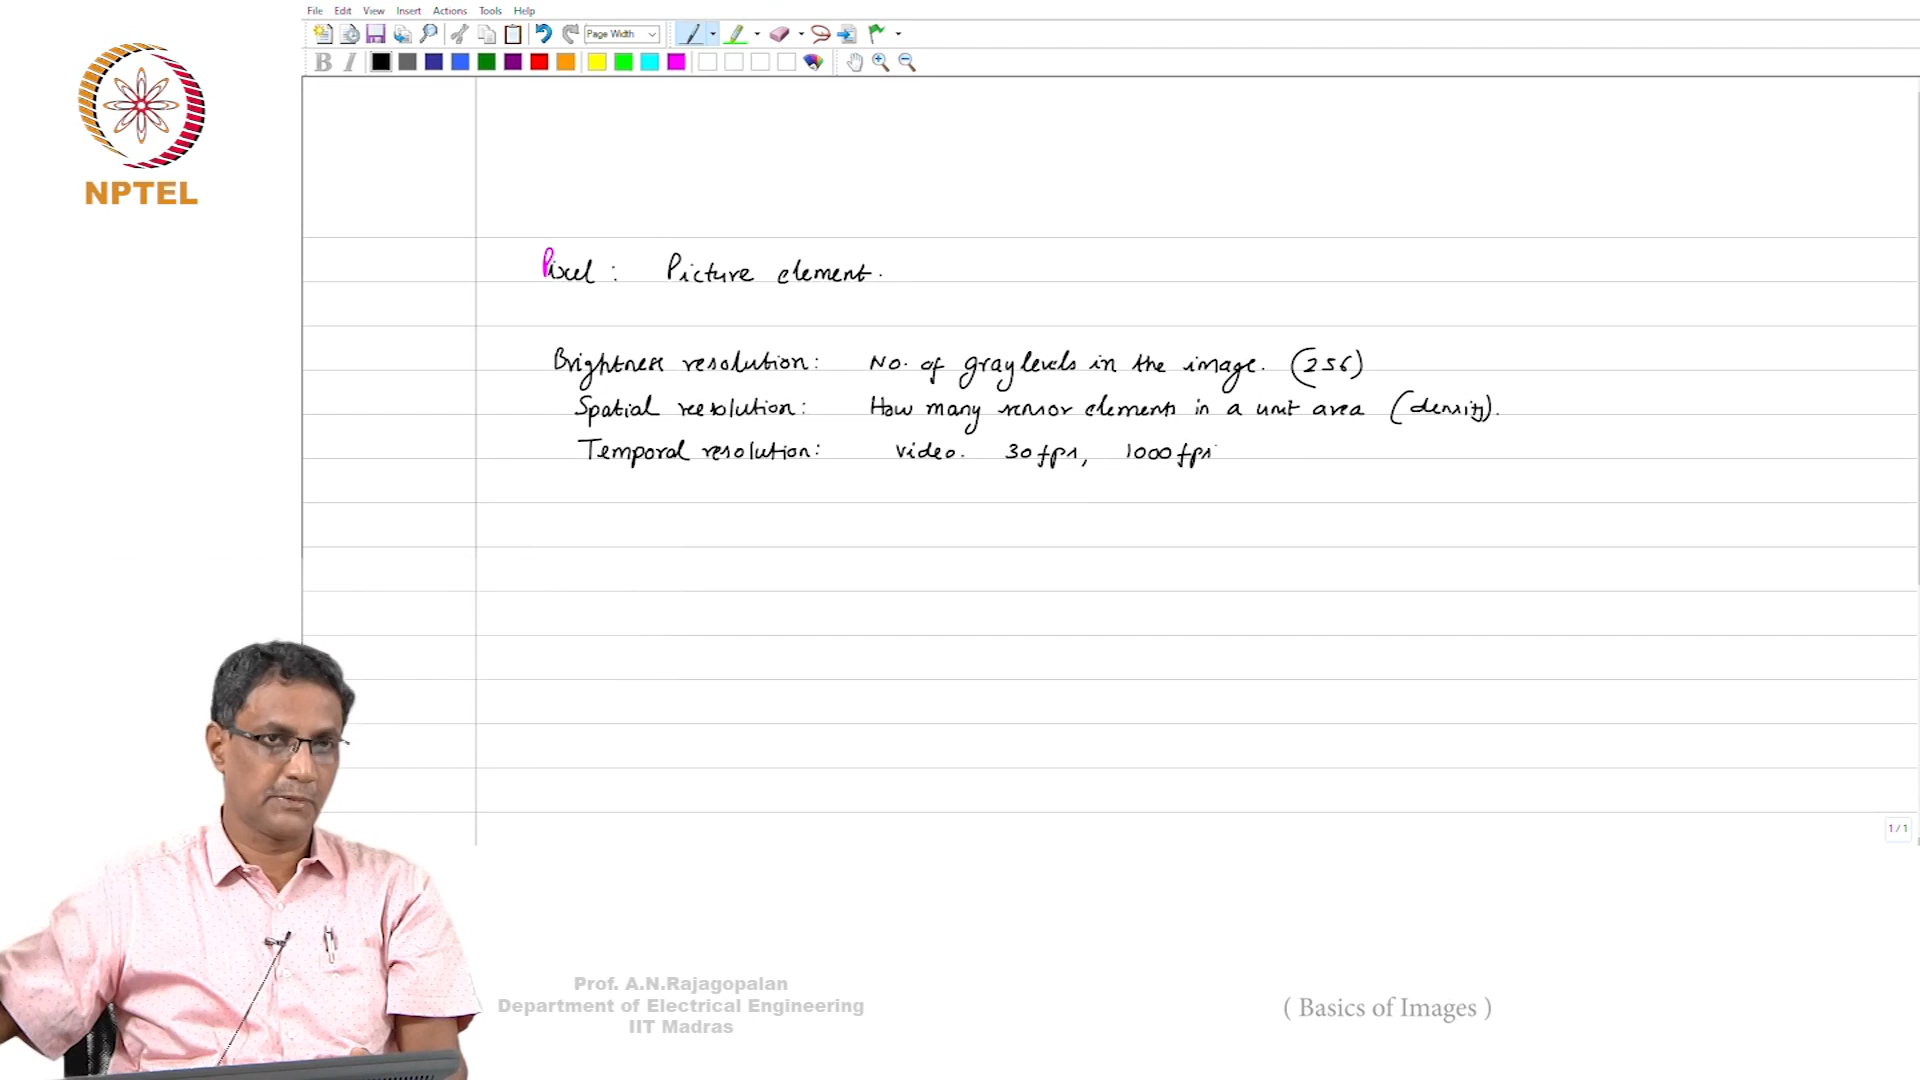 File Edit View Insert Actions Tools Help
Page Width
B I
NPTEL
Pixel: Picture element.
Brightness resolution: No. of gray levels in the image. (256)
Spatial resolution: How many sensor elements in a unit area (density).
Temporal resolution: video. 30 fps, 1000 fps
1 / 1
Prof. A.N.Rajagopalan
Department of Electrical Engineering
IIT Madras
( Basics of Images )